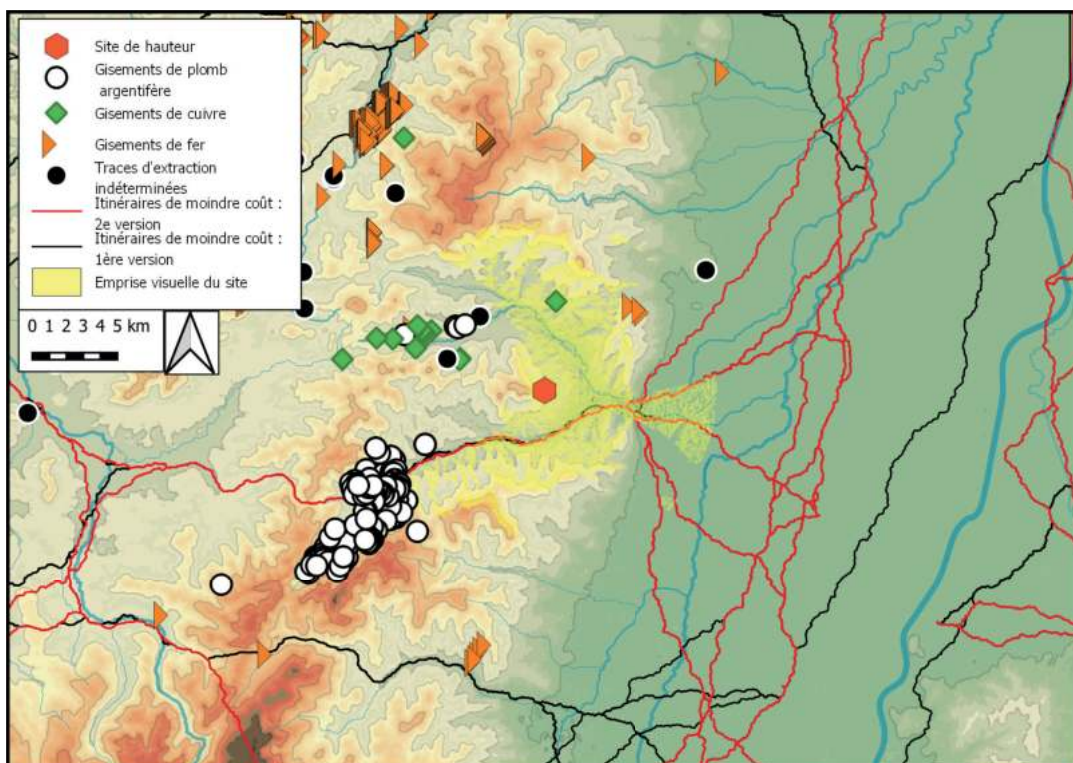 Site de hauteur
Gisements de plomb
argentifère
Gisements de cuivre
Gisements de fer
Traces d'extraction
indéterminées
Itinéraires de moindre coût :
2e version
Itinéraires de moindre coût :
1ère version
Emprise visuelle du site
0 1 2 3 4 5 km